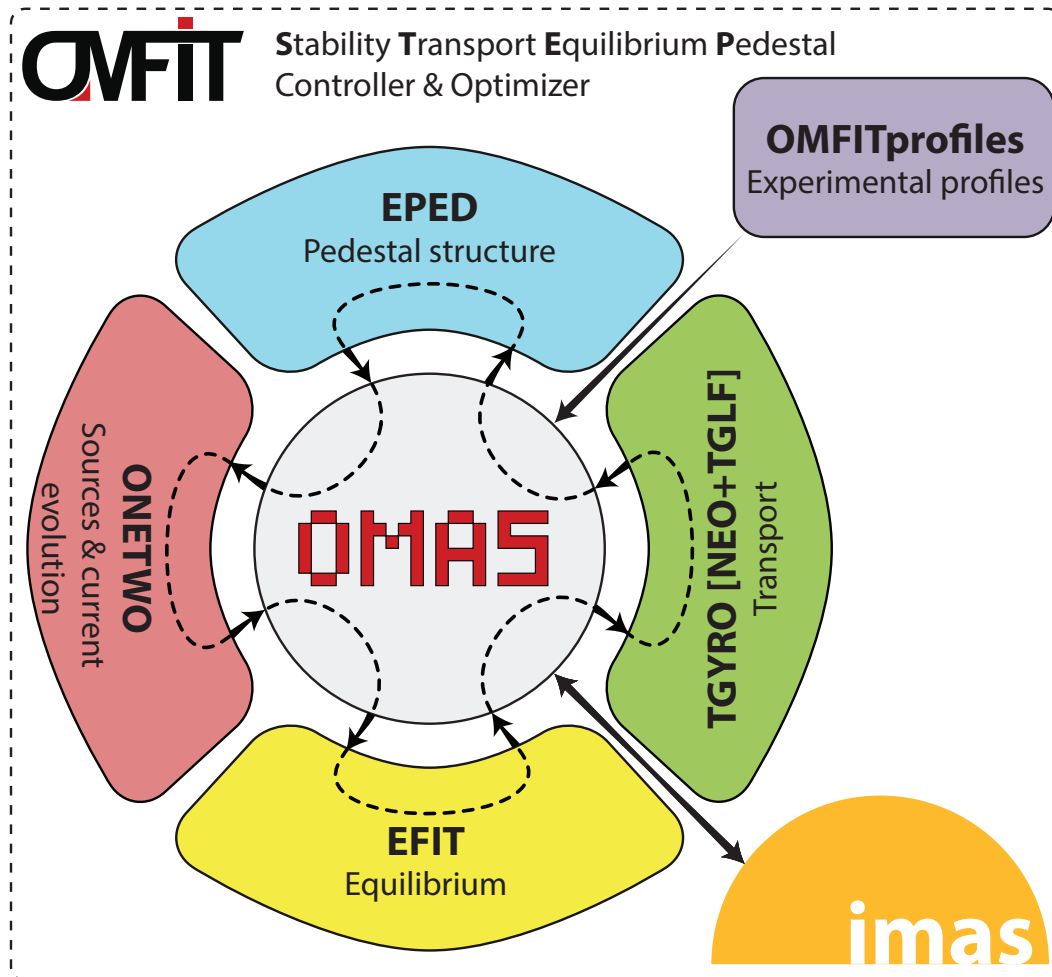 OMFIT
Stability Transport Equilibrium Pedestal
Controller & Optimizer
OMFITprofiles
Experimental profiles
EPED
Pedestal structure
ONETWO
Sources & current
evolution
OMAS
TGYRO [NEO+TGLF]
Transport
EFIT
Equilibrium
imas